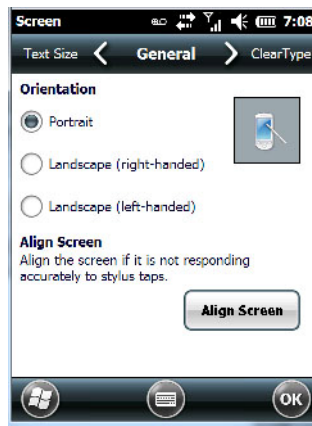 Screen 7:08
Text Size General ClearType
Orientation
Portrait
Landscape (right-handed)
Landscape (left-handed)
Align Screen
Align the screen if it is not responding
accurately to stylus taps.
Align Screen
OK